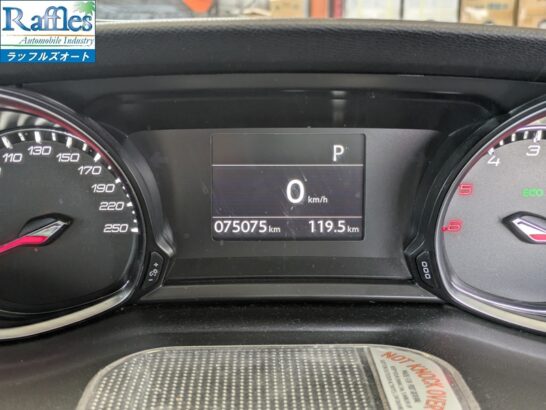 Raffles
Automobile Industry
ラッフルズオート
P
0 km/h
075075 km 119.5 km
110 130 150 170 190 220 250
3
4
5
6
ECO
NOT KNOCK OVER